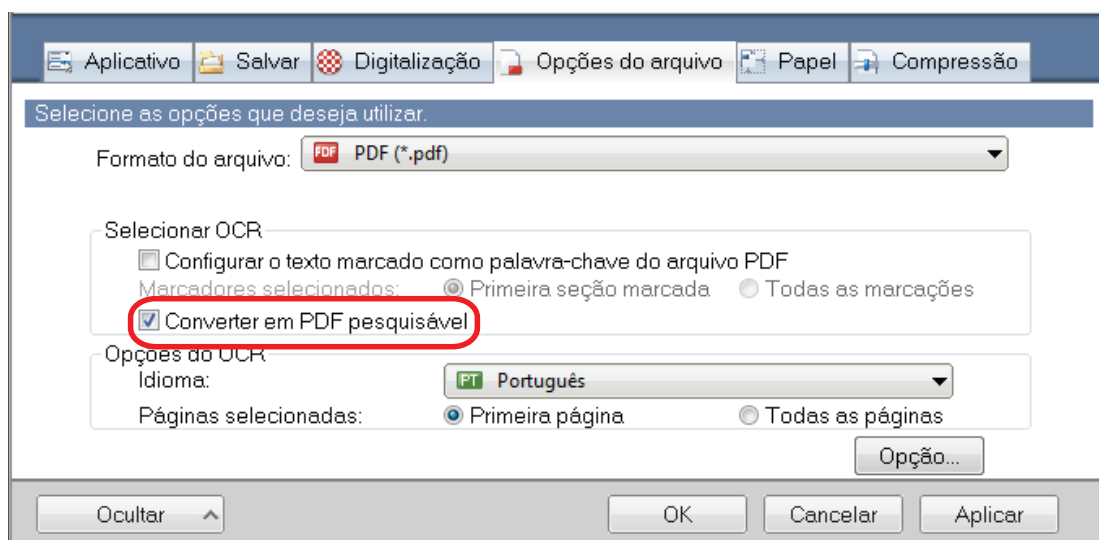 Aplicativo Salvar Digitalização Opções do arquivo Papel Compressão
Selecione as opções que deseja utilizar.
Formato do arquivo: PDF PDF (*.pdf)
Selecionar OCR
Configurar o texto marcado como palavra-chave do arquivo PDF
Marcadores selecionados: Primeira seção marcada Todas as marcações
Converter em PDF pesquisável
Opções do OCR
Idioma: PT Português
Páginas selecionadas: Primeira página Todas as páginas
Opção...
Ocultar OK Cancelar Aplicar